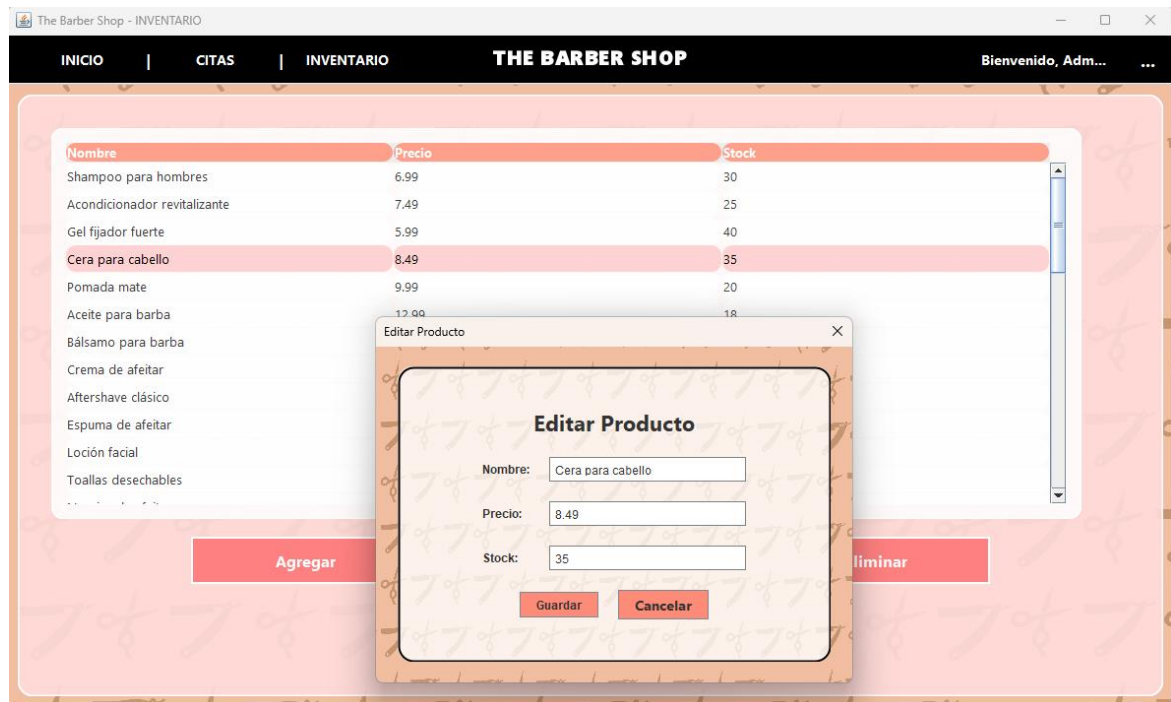 The Barber Shop - INVENTARIO
INICIO | CITAS | INVENTARIO THE BARBER SHOP Bienvenido, Adm... ...
Nombre Precio Stock
Shampoo para hombres 6.99 30
Acondicionador revitalizante 7.49 25
Gel fijador fuerte 5.99 40
Cera para cabello 8.49 35
Pomada mate 9.99 20
Aceite para barba 12.99 18
Bálsamo para barba
Crema de afeitar
Aftershave clásico
Espuma de afeitar
Loción facial
Toallas desechables
Agregar
Editar Producto
Editar Producto
Nombre: Cera para cabello
Precio: 8.49
Stock: 35
Guardar Cancelar
liminar